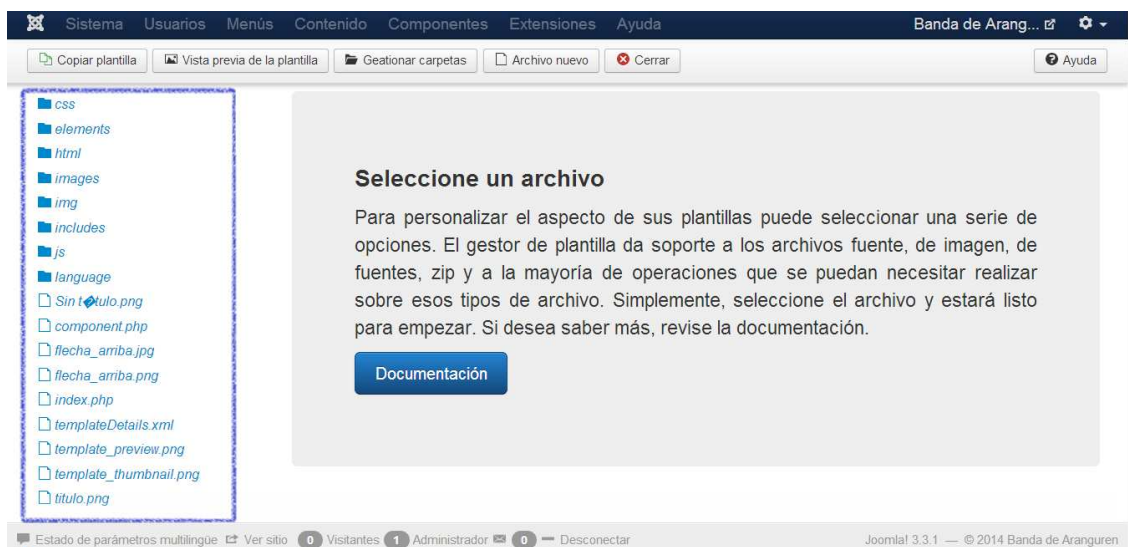 Sistema Usuarios Menús Contenido Componentes Extensiones Ayuda Banda de Arang...
Copiar plantilla Vista previa de la plantilla Geationar carpetas Archivo nuevo Cerrar Ayuda
css
elements
html
images
img
includes
js
language
Sin t�tulo.png
component.php
flecha_arriba.jpg
flecha_arriba.png
index.php
templateDetails.xml
template_preview.png
template_thumbnail.png
titulo.png
Seleccione un archivo
Para personalizar el aspecto de sus plantillas puede seleccionar una serie de
opciones. El gestor de plantilla da soporte a los archivos fuente, de imagen, de
fuentes, zip y a la mayoría de operaciones que se puedan necesitar realizar
sobre esos tipos de archivo. Simplemente, seleccione el archivo y estará listo
para empezar. Si desea saber más, revise la documentación.
Documentación
Estado de parámetros multilingüe Ver sitio 0 Visitantes 1 Administrador 0 Desconectar Joomla! 3.3.1 — © 2014 Banda de Aranguren